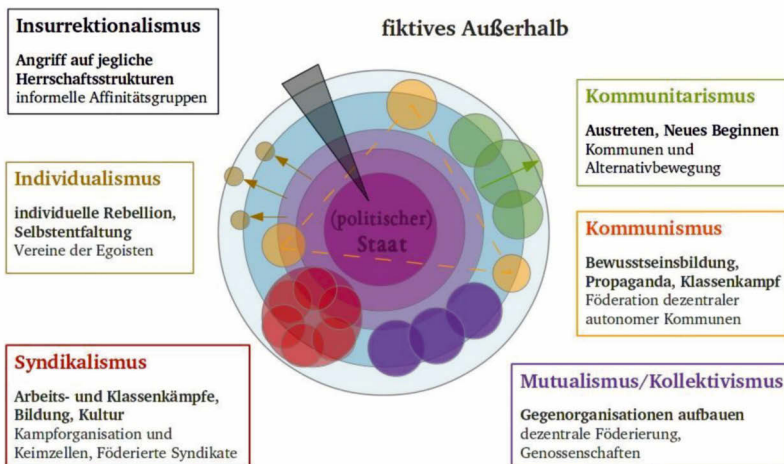 Insurrektionalismus
Angriff auf jegliche
Herrschaftsstrukturen
informelle Affinitätsgruppen
fiktives Außerhalb
Kommunitarismus
Austreten, Neues Beginnen
Kommunen und
Alternativbewegung
Individualismus
individuelle Rebellion,
Selbstentfaltung
Vereine der Egoisten
(politischer)
Staat
Kommunismus
Bewusstseinsbildung,
Propaganda, Klassenkampf
Föderation dezentraler
autonomer Kommunen
Syndikalismus
Arbeits- und Klassenkämpfe,
Bildung, Kultur
Kampforganisation und
Keimzellen, Föderierte Syndikate
Mutualismus/Kollektivismus
Gegenorganisationen aufbauen
dezentrale Föderierung,
Genossenschaften